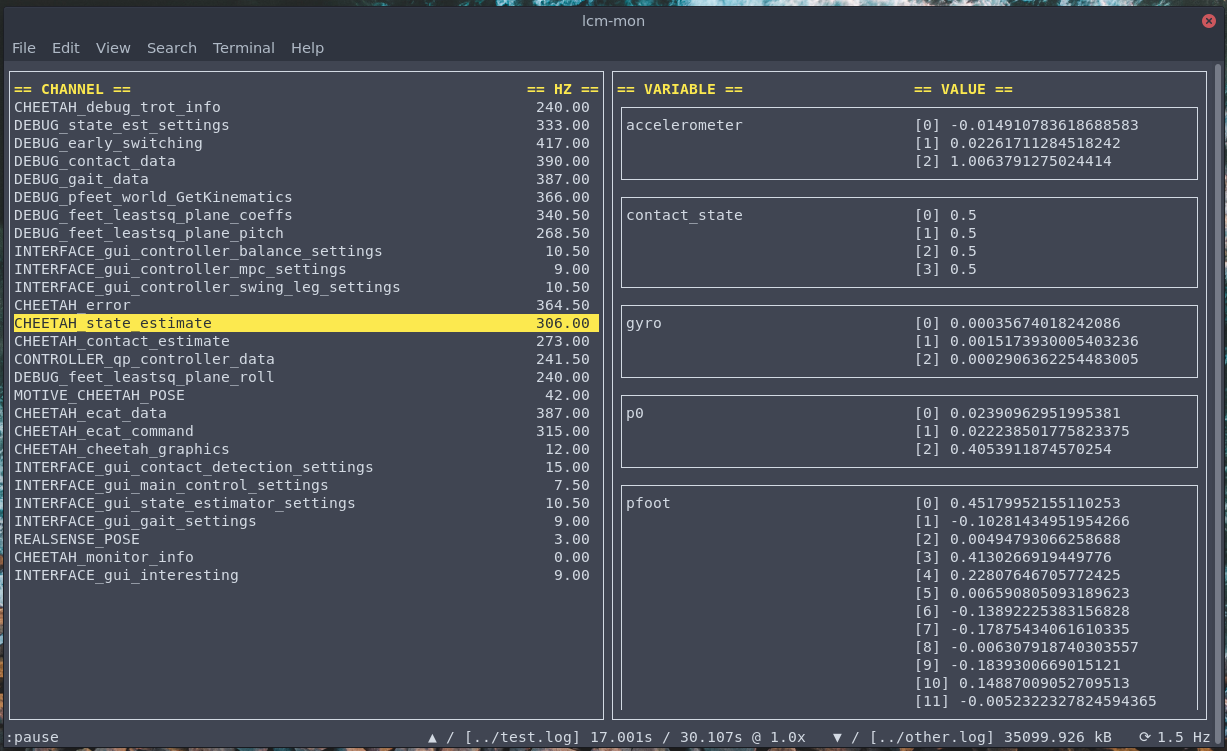 lcm-mon
File Edit View Search Terminal Help
== CHANNEL == == HZ ==
CHEETAH_debug_trot_info 240.00
DEBUG_state_est_settings 333.00
DEBUG_early_switching 417.00
DEBUG_contact_data 390.00
DEBUG_gait_data 387.00
DEBUG_pfeet_world_GetKinematics 366.00
DEBUG_feet_leastsq_plane_coeffs 340.50
DEBUG_feet_leastsq_plane_pitch 268.50
INTERFACE_gui_controller_balance_settings 10.50
INTERFACE_gui_controller_mpc_settings 9.00
INTERFACE_gui_controller_swing_leg_settings 10.50
CHEETAH_error 364.50
CHEETAH_state_estimate 306.00
CHEETAH_contact_estimate 273.00
CONTROLLER_qp_controller_data 241.50
DEBUG_feet_leastsq_plane_roll 240.00
MOTIVE_CHEETAH_POSE 42.00
CHEETAH_ecat_data 387.00
CHEETAH_ecat_command 315.00
CHEETAH_cheetah_graphics 12.00
INTERFACE_gui_contact_detection_settings 15.00
INTERFACE_gui_main_control_settings 7.50
INTERFACE_gui_state_estimator_settings 10.50
INTERFACE_gui_gait_settings 9.00
REALSENSE_POSE 3.00
CHEETAH_monitor_info 0.00
INTERFACE_gui_interesting 9.00
== VARIABLE == == VALUE ==
accelerometer [0] -0.014910783618688583
[1] 0.02261711284518242
[2] 1.0063791275024414
contact_state [0] 0.5
[1] 0.5
[2] 0.5
[3] 0.5
gyro [0] 0.00035674018242086
[1] 0.0015173930005403236
[2] 0.0002906362254483005
p0 [0] 0.02390962951995381
[1] 0.022238501775823375
[2] 0.4053911874570254
pfoot [0] 0.45179952155110253
[1] -0.10281434951954266
[2] 0.00494793066258688
[3] 0.4130266919449776
[4] 0.22807646705772425
[5] 0.006590805093189623
[6] -0.13892225383156828
[7] -0.17875434061610335
[8] -0.006307918740303557
[9] -0.1839300669015121
[10] 0.14887009052709513
[11] -0.0052322327824594365
:pause ▲ / [../test.log] 17.001s / 30.107s @ 1.0x ▼ / [../other.log] 35099.926 kB ⟳ 1.5 Hz